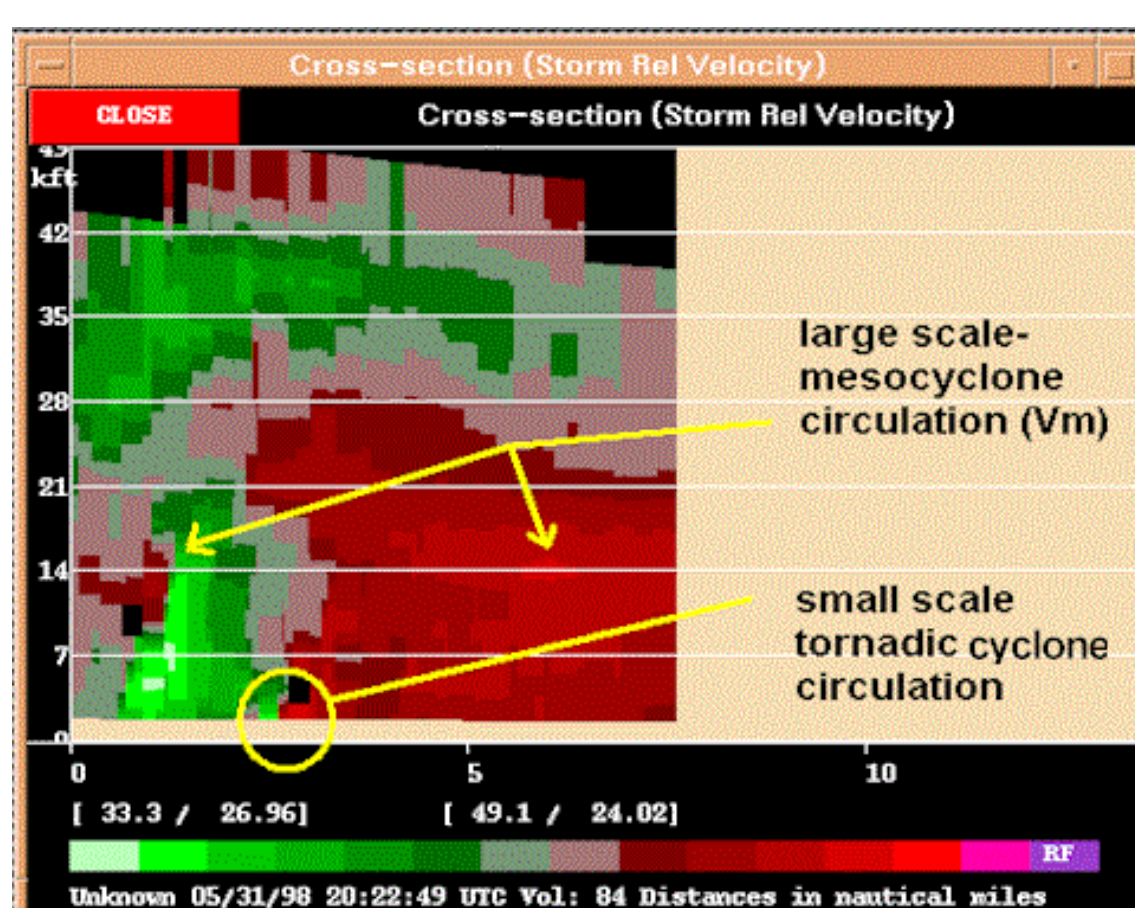 Cross-section (Storm Rel Velocity)
CLOSE
Cross-section (Storm Rel Velocity)
kft
42
35
large scale-
mesocyclone
circulation (Vm)
28
21
14
small scale
tornadic cyclone
circulation
7
0
0 5 10
[ 33.3 / 26.96] [ 49.1 / 24.02]
RF
Unknown 05/31/98 20:22:49 UTC Vol: 84 Distances in nautical miles